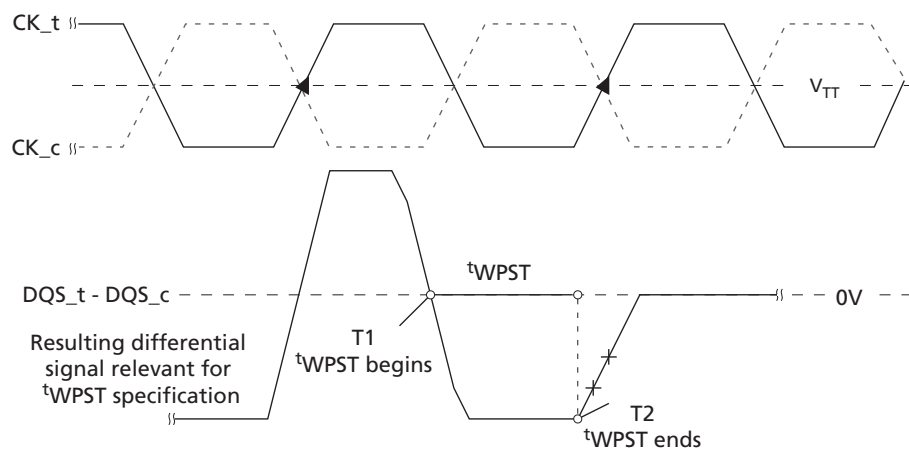 CK_t
V_TT
CK_c
tWPST
DQS_t - DQS_c
0V
Resulting differential
signal relevant for
tWPST specification
T1
tWPST begins
T2
tWPST ends